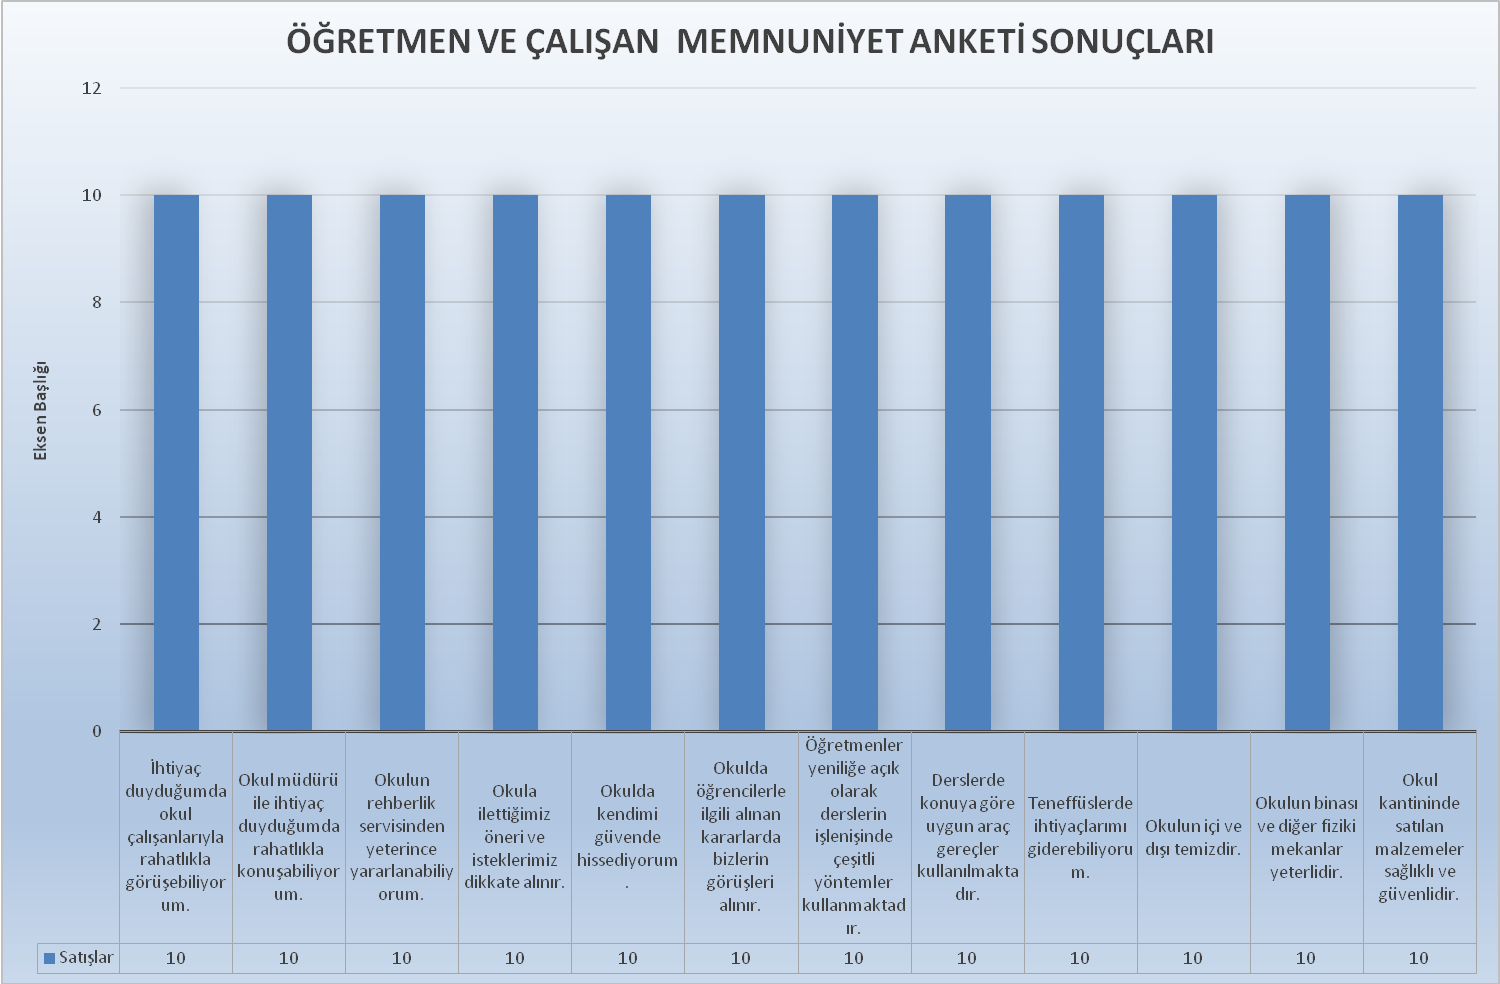 ÖĞRETMEN VE ÇALIŞAN  MEMNUNİYET ANKETİ SONUÇLARI
12
10
8
6
4
2
0
Eksen Başlığı
İhtiyaç
duyduğumda
okul
çalışanlarıyla
rahatlıkla
görüşebiliyor
um.
Okul müdürü
ile ihtiyaç
duyduğumda
rahatlıkla
konuşabiliyor
um.
Okulun
rehberlik
servisinden
yeterince
yararlanabiliy
orum.
Okula
ilettiğimiz
öneri ve
isteklerimiz
dikkate alınır.
Okulda
kendimi
güvende
hissediyorum
.
Okulda
öğrencilerle
ilgili alınan
kararlarda
bizlerin
görüşleri
alınır.
Öğretmenler
yeniliğe açık
olarak
derslerin
işlenişinde
çeşitli
yöntemler
kullanmaktad
ır.
Derslerde
konuya göre
uygun araç
gereçler
kullanılmakta
dır.
Teneffüslerde
ihtiyaçlarımı
giderebiliyoru
m.
Okulun içi ve
dışı temizdir.
Okulun binası
ve diğer fiziki
mekanlar
yeterlidir.
Okul
kantininde
satılan
malzemeler
sağlıklı ve
güvenlidir.
Satışlar 10 10 10 10 10 10 10 10 10 10 10 10